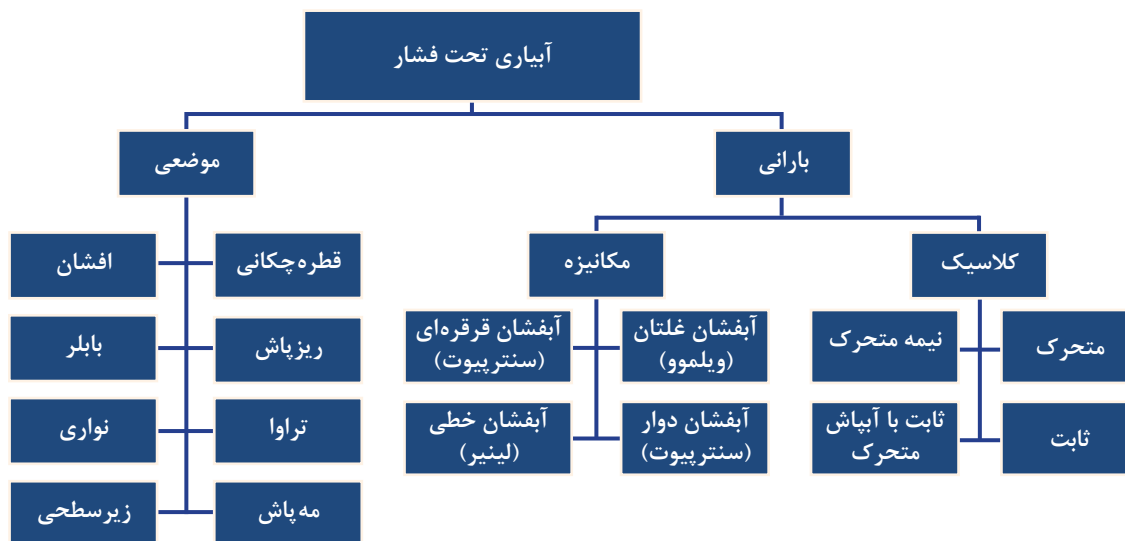 آبیاری تحت فشار
بارانی
موضعی
کلاسیک
مکانیزه
قطره‌چکانی
افشان
متحرک
نیمه متحرک
آبفشان غلتان
(ویلموو)
آبفشان قرقره‌ای
(سنترپیوت)
ریزپاش
بابلر
ثابت
ثابت با آبپاش
متحرک
آبفشان دوار
(سنترپیوت)
آبفشان خطی
(لینیر)
تراوا
نواری
مه‌پاش
زیرسطحی